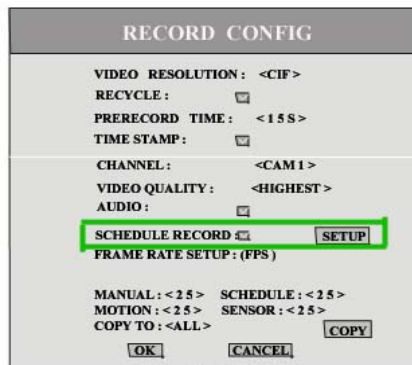 RECORD CONFIG
VIDEO RESOLUTION : <CIF>
RECYCLE :
PRERECORD TIME : <15S>
TIME STAMP :
CHANNEL : <CAM1>
VIDEO QUALITY : <HIGHEST>
AUDIO :
SCHEDULE RECORD : SETUP
FRAME RATE SETUP : (FPS )
MANUAL : <25> SCHEDULE : <25>
MOTION : <25> SENSOR : <25>
COPY TO : <ALL> COPY
OK CANCEL